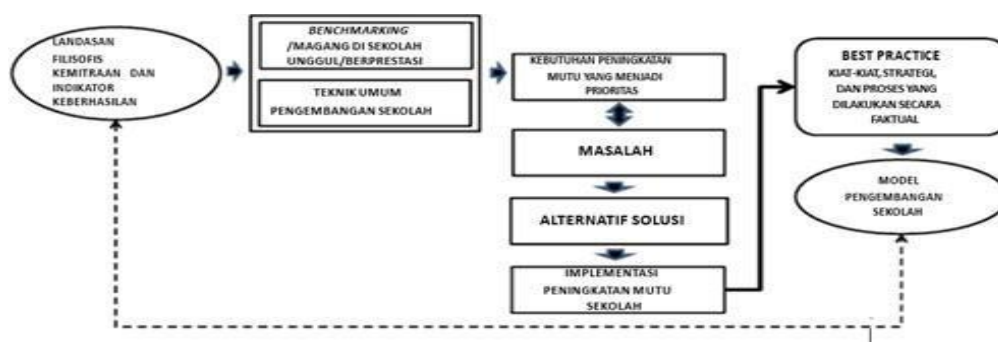 LANDASAN
FILISOFIS
KEMITRAAN DAN
INDIKATOR
KEBERHASILAN
BENCHMARKING
/MAGANG DI SEKOLAH
UNGGUL/BERPRESTASI
TEKNIK UMUM
PENGEMBANGAN SEKOLAH
KEBUTUHAN PENINGKATAN
MUTU YANG MENJADI
PRIORITAS
MASALAH
ALTERNATIF SOLUSI
IMPLEMENTASI
PENINGKATAN MUTU
SEKOLAH
BEST PRACTICE
KIAT-KIAT, STRATEGI,
DAN PROSES YANG
DILAKUKAN SECARA
FAKTUAL
MODEL
PENGEMBANGAN
SEKOLAH